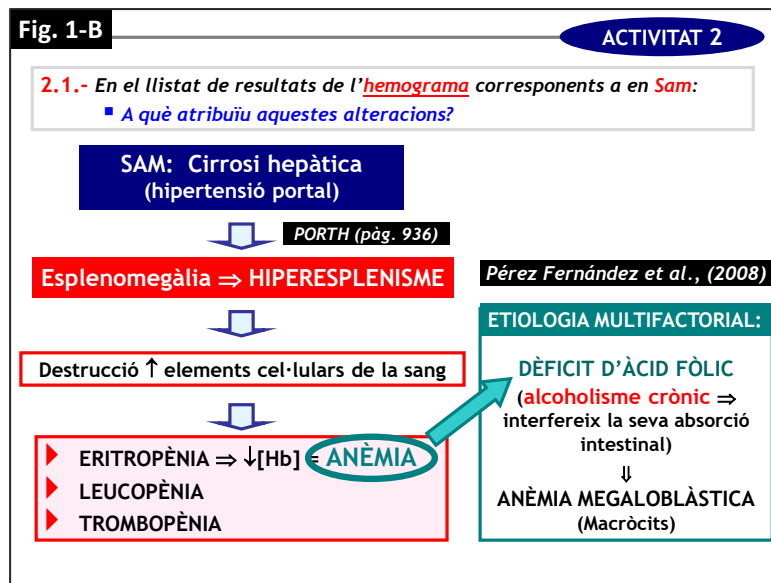 Fig. 1-B
ACTIVITAT 2
2.1.- En el llistat de resultats de l’hemograma corresponents a en Sam:
▪ A què atribuïu aquestes alteracions?
SAM: Cirrosi hepàtica
(hipertensió portal)
PORTH (pàg. 936)
Esplenomegàlia ⇒ HIPERESPLENISME
Destrucció ↑ elements cel·lulars de la sang
ERITROPÈNIA ⇒ ↓[Hb] = ANÈMIA
LEUCOPÈNIA
TROMBOPÈNIA
Pérez Fernández et al., (2008)
ETIOLOGIA MULTIFACTORIAL:
DÈFICIT D’ÀCID FÒLIC
(alcoholisme crònic ⇒
interfereix la seva absorció
intestinal)
⇓
ANÈMIA MEGALOBLÀSTICA
(Macròcits)